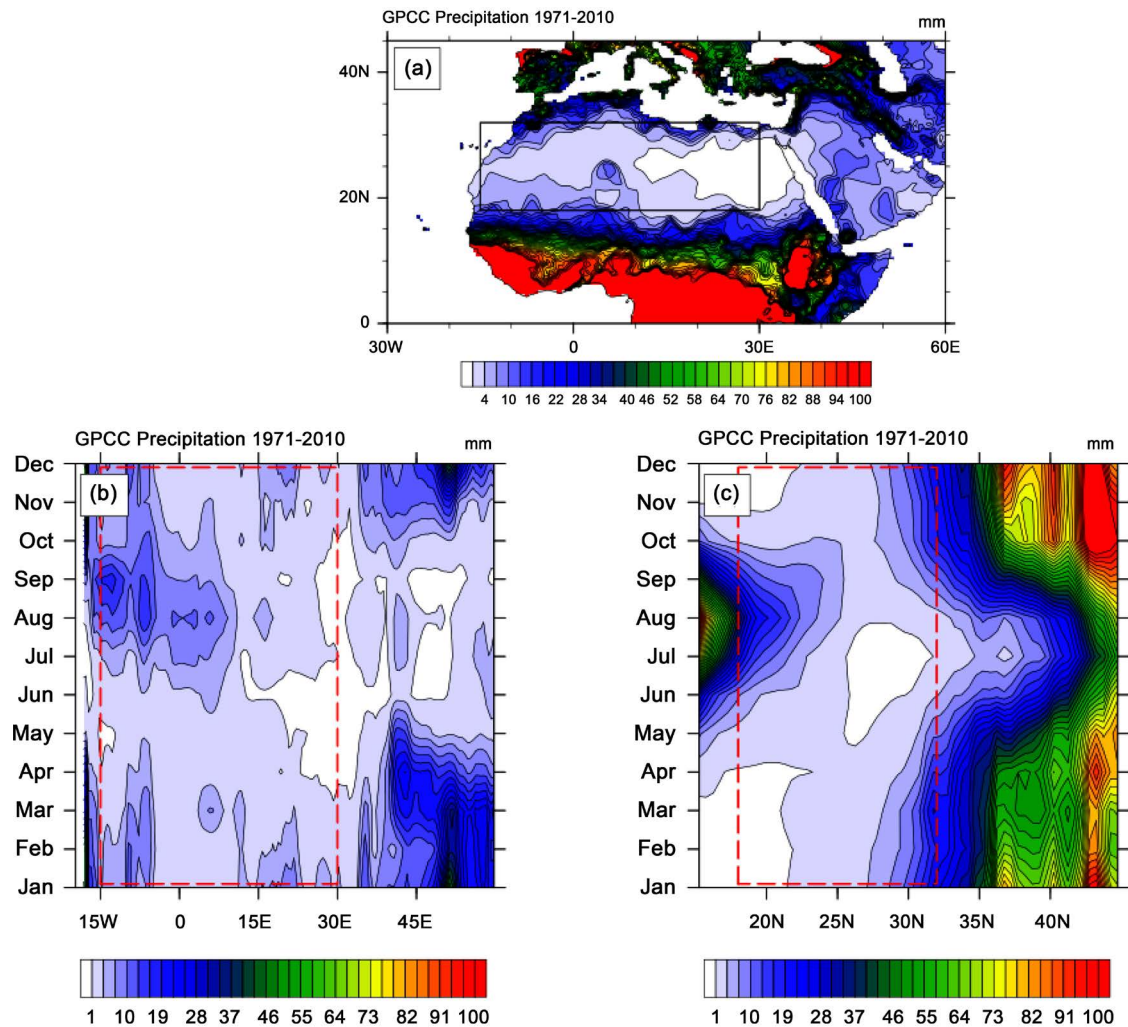 GPCC Precipitation 1971-2010 mm
(a)
40N
20N
0
30W 0 30E 60E
4 10 16 22 28 34 40 46 52 58 64 70 76 82 88 94 100
GPCC Precipitation 1971-2010 mm
(b)
Dec
Nov
Oct
Sep
Aug
Jul
Jun
May
Apr
Mar
Feb
Jan
15W 0 15E 30E 45E
1 10 19 28 37 46 55 64 73 82 91 100
GPCC Precipitation 1971-2010 mm
(c)
Dec
Nov
Oct
Sep
Aug
Jul
Jun
May
Apr
Mar
Feb
Jan
20N 25N 30N 35N 40N
1 10 19 28 37 46 55 64 73 82 91 100